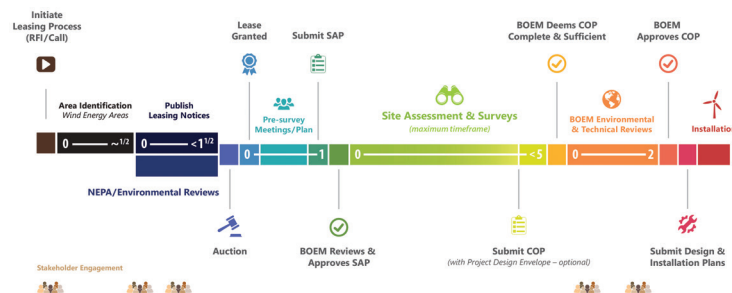 Initiate
Leasing Process
(RFI/Call)
Lease
Granted
Submit SAP
BOEM Deems COP
Complete & Sufficient
BOEM
Approves COP
Area Identification
Wind Energy Areas
Publish
Leasing Notices
Pre-survey
Meetings/Plan
Site Assessment & Surveys
(maximum timeframe)
BOEM Environmental
& Technical Reviews
Installatio
0 ~1/2
0 <1 1/2
0 1
0 <5
0 2
NEPA/Environmental Reviews
Auction
BOEM Reviews &
Approves SAP
Submit COP
(with Project Design Envelope – optional)
Submit Design &
Installation Plans
Stakeholder Engagement